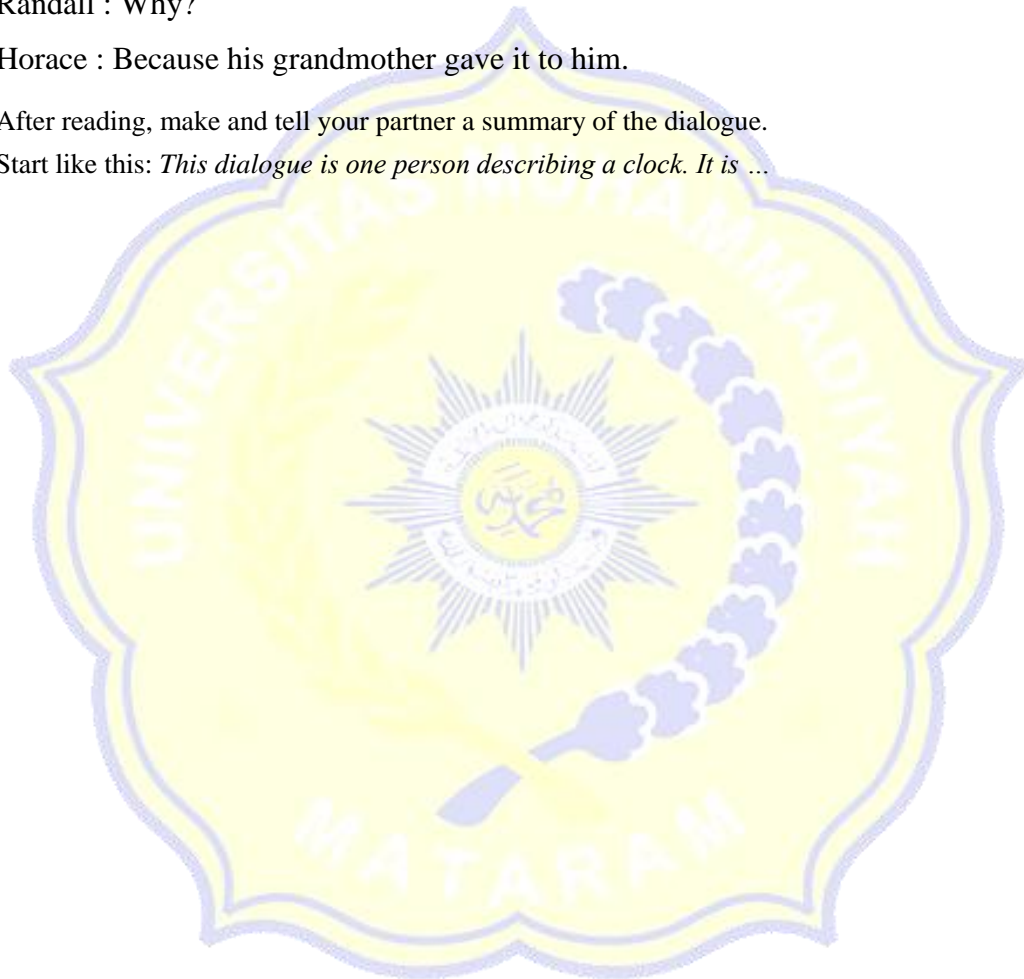 Randall : Why?
Horace : Because his grandmother gave it to him.
After reading, make and tell your partner a summary of the dialogue.
Start like this: This dialogue is one person describing a clock. It is ...
UNIVERSITAS MUHAMMADIYAH
MATARAM